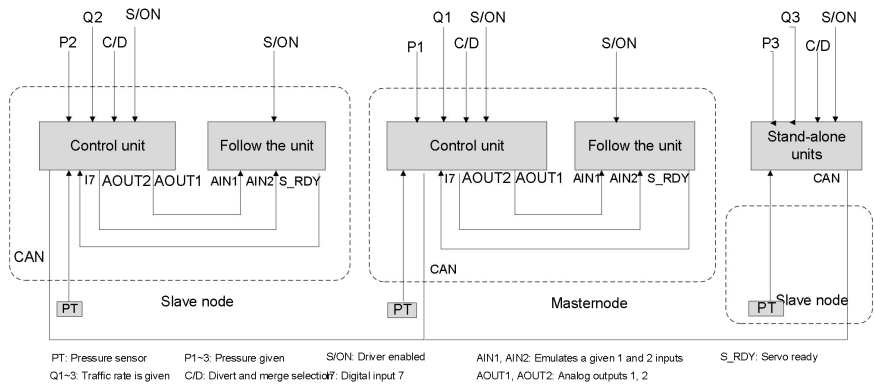 Q2
S/ON
P2
C/D
S/ON
Q1
S/ON
P1
C/D
S/ON
Q3
S/ON
P3
C/D
Control unit
Follow the unit
Control unit
Follow the unit
Stand-alone
units
I7 AOUT2 AOUT1
AIN1 AIN2 S_RDY
I7 AOUT2 AOUT1
AIN1 AIN2 S_RDY
CAN
CAN
CAN
PT
Slave node
PT
Masternode
PT
Slave node
PT: Pressure sensor
P1~3: Pressure given
S/ON: Driver enabled
AIN1, AIN2: Emulates a given 1 and 2 inputs
S_RDY: Servo ready
Q1~3: Traffic rate is given
C/D: Divert and merge selection
I7: Digital input 7
AOUT1, AOUT2: Analog outputs 1, 2